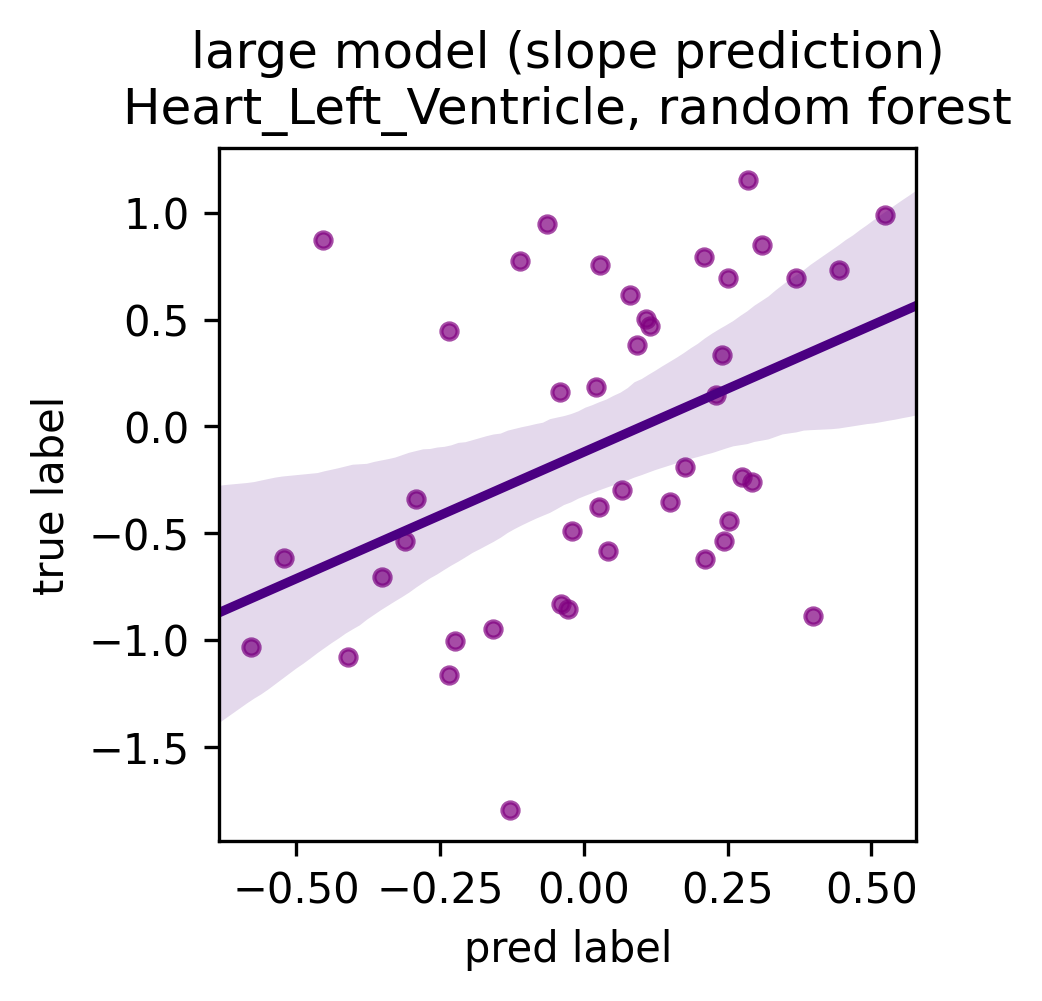 large model (slope prediction)
Heart_Left_Ventricle, random forest
1.0
0.5
0.0
−0.5
−1.0
−1.5
true label
−0.50
−0.25
0.00
0.25
0.50
pred label